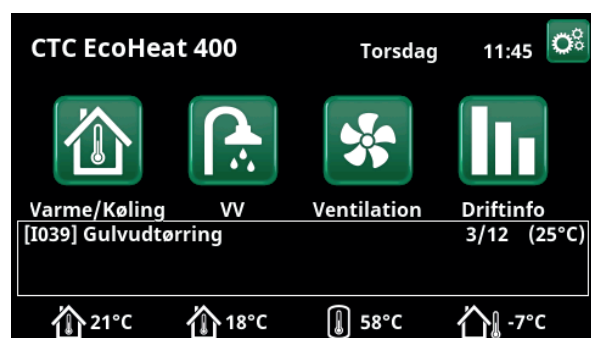 CTC EcoHeat 400 Torsdag 11:45
Varme/Køling VV Ventilation Driftinfo
[I039] Gulvudtørring 3/12 (25°C)
21°C 18°C 58°C -7°C